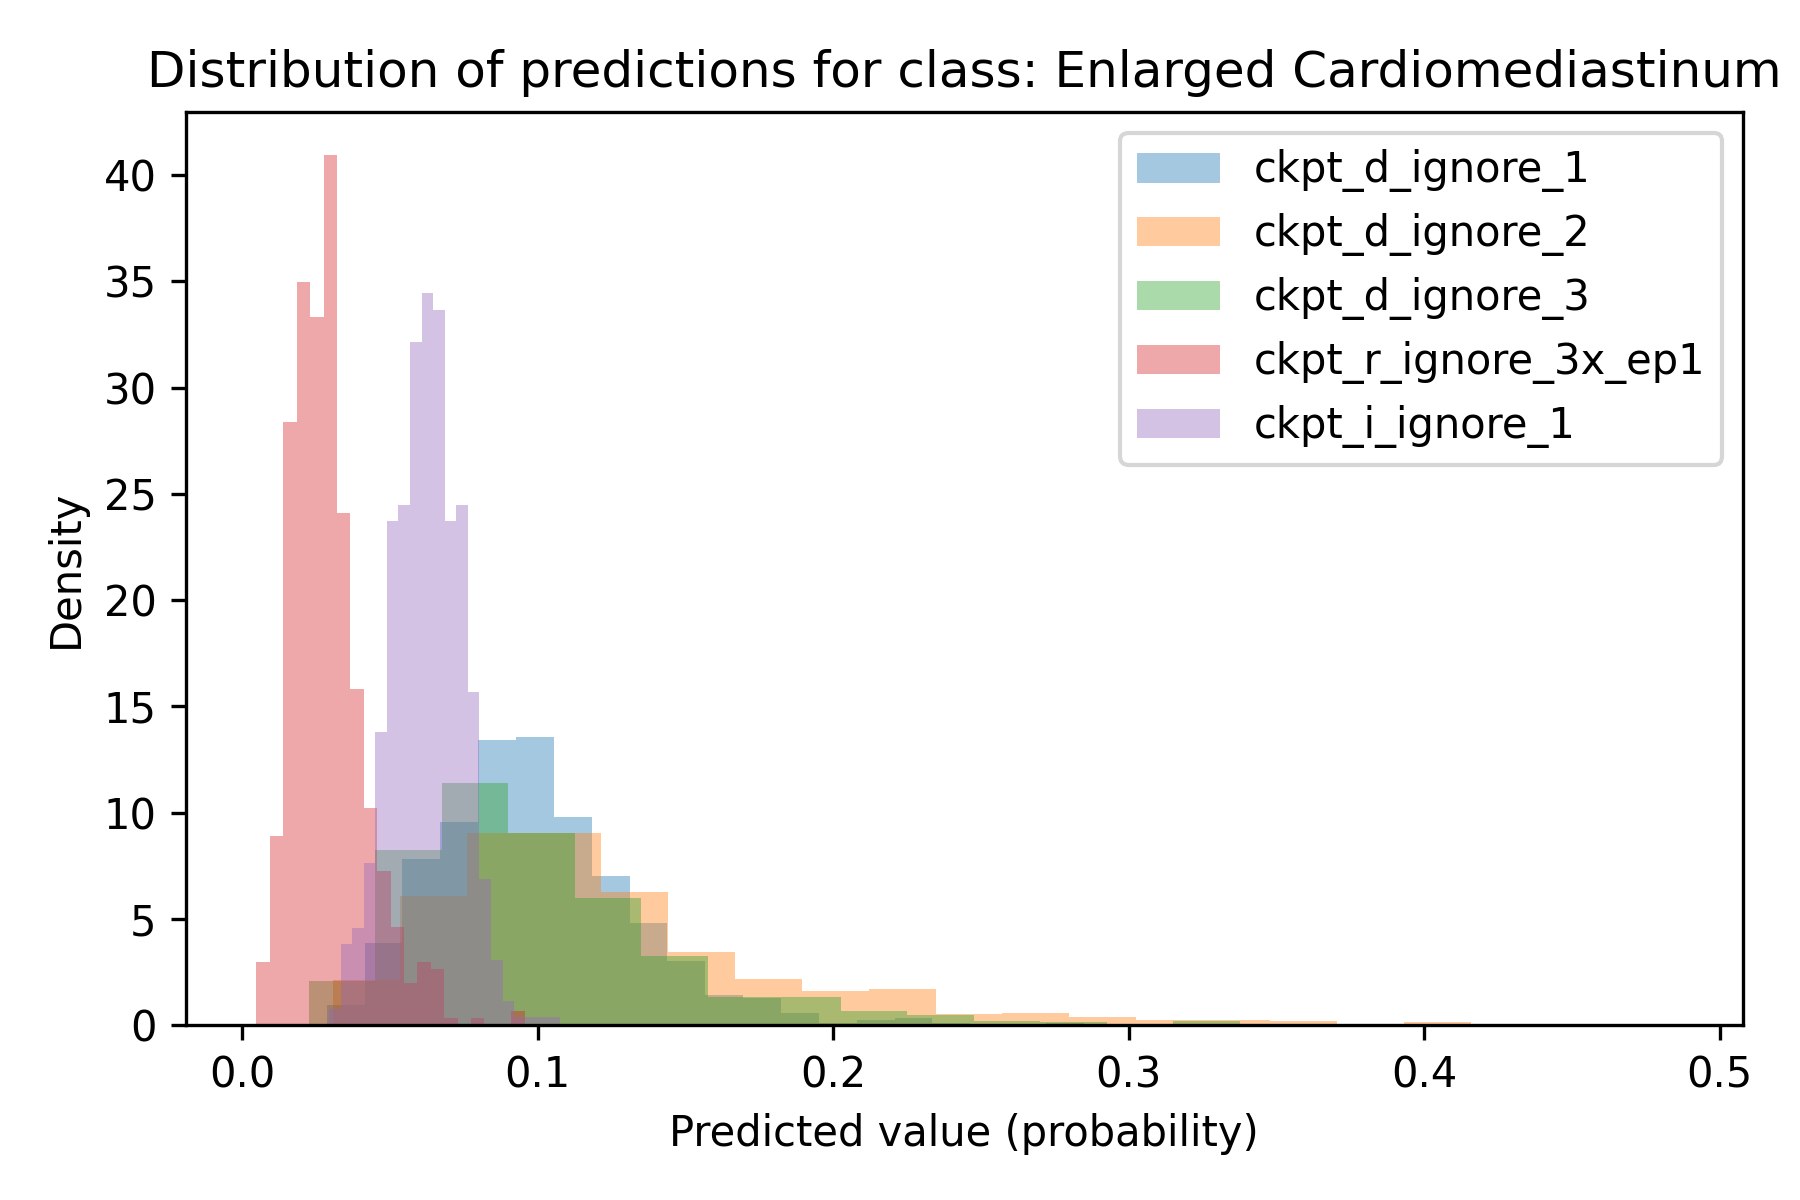 Distribution of predictions for class: Enlarged Cardiomediastinum
ckpt_d_ignore_1
ckpt_d_ignore_2
ckpt_d_ignore_3
ckpt_r_ignore_3x_ep1
ckpt_i_ignore_1
Density
40
35
30
25
20
15
10
5
0
0.0 0.1 0.2 0.3 0.4 0.5
Predicted value (probability)